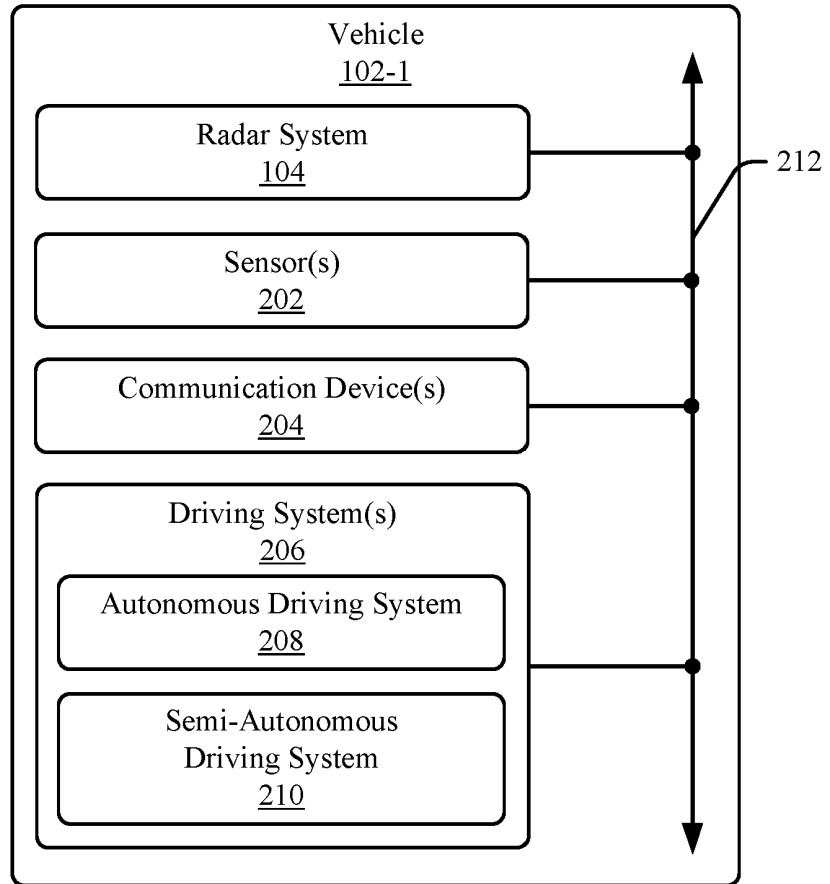 Vehicle
102-1
Radar System
104
212
Sensor(s)
202
Communication Device(s)
204
Driving System(s)
206
Autonomous Driving System
208
Semi-Autonomous
Driving System
210